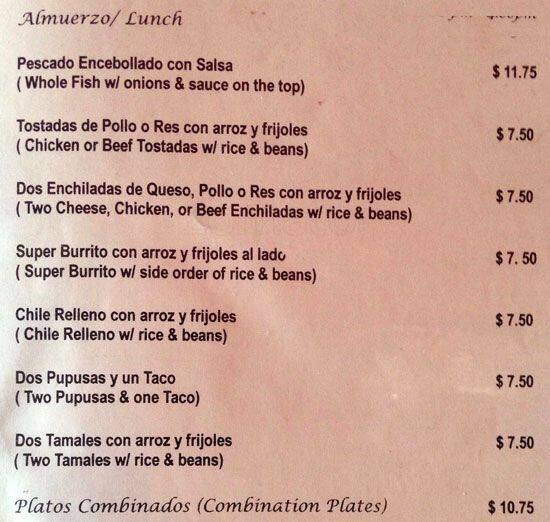 Almuerzo/ Lunch
Pescado Encebollado con Salsa
( Whole Fish w/ onions & sauce on the top)
$ 11.75
Tostadas de Pollo o Res con arroz y frijoles
( Chicken or Beef Tostadas w/ rice & beans)
$ 7.50
Dos Enchiladas de Queso, Pollo o Res con arroz y frijoles
( Two Cheese, Chicken, or Beef Enchiladas w/ rice & beans)
$ 7.50
Super Burrito con arroz y frijoles al lado
( Super Burrito w/ side order of rice & beans)
$ 7. 50
Chile Relleno con arroz y frijoles
( Chile Relleno w/ rice & beans)
$ 7.50
Dos Pupusas y un Taco
( Two Pupusas & one Taco)
$ 7.50
Dos Tamales con arroz y frijoles
( Two Tamales w/ rice & beans)
$ 7.50
Platos Combinados (Combination Plates)
$ 10.75